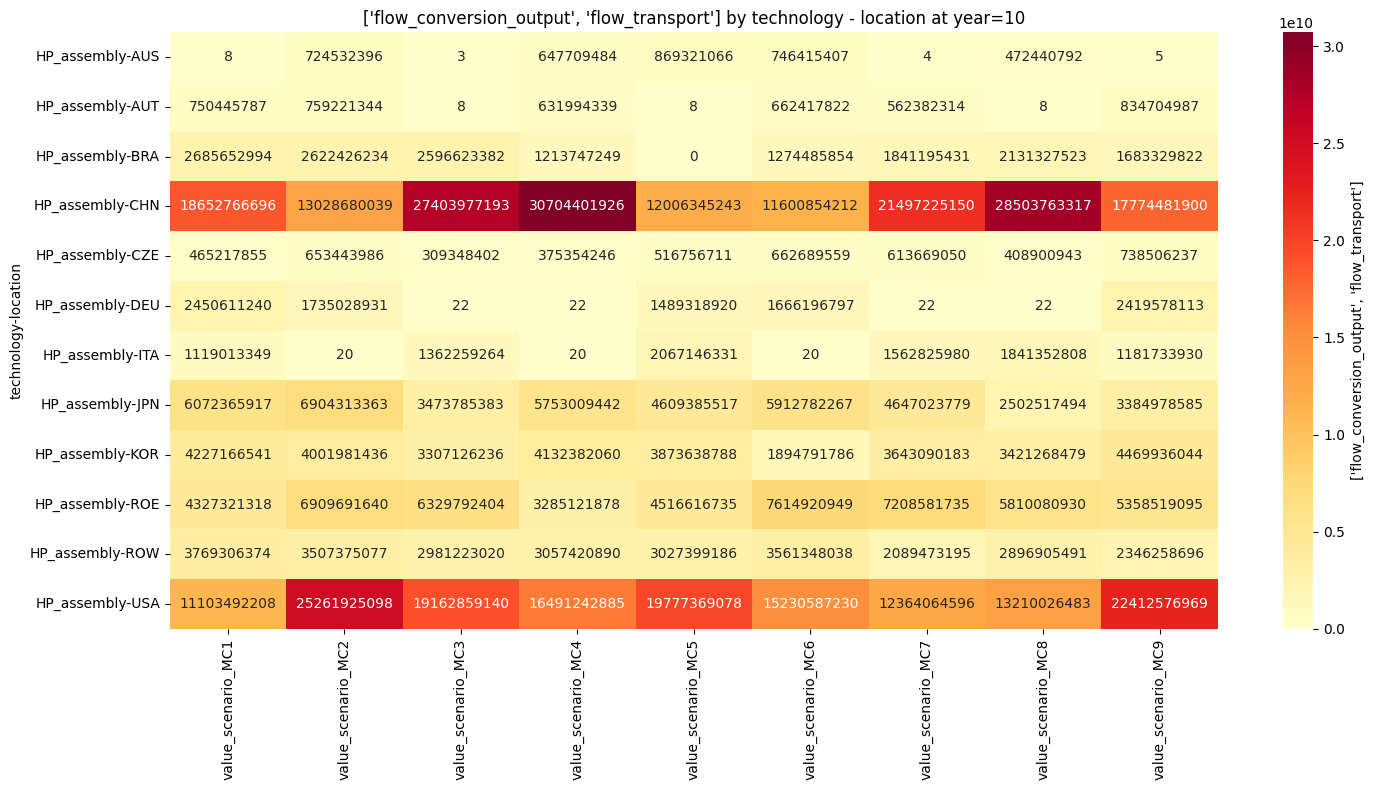 ['flow_conversion_output', 'flow_transport'] by technology - location at year=10
1e10
HP_assembly-AUS 8 724532396 3 647709484 869321066 746415407 4 472440792 5
HP_assembly-AUT 750445787 759221344 8 631994339 8 662417822 562382314 8 834704987
HP_assembly-BRA 2685652994 2622426234 2596623382 1213747249 0 1274485854 1841195431 2131327523 1683329822
HP_assembly-CHN 18652766696 13028680039 27403977193 30704401926 12006345243 11600854212 21497225150 28503763317 17774481900
HP_assembly-CZE 465217855 653443986 309348402 375354246 516756711 662689559 613669050 408900943 738506237
HP_assembly-DEU 2450611240 1735028931 22 22 1489318920 1666196797 22 22 2419578113
HP_assembly-ITA 1119013349 20 1362259264 20 2067146331 20 1562825980 1841352808 1181733930
HP_assembly-JPN 6072365917 6904313363 3473785383 5753009442 4609385517 5912782267 4647023779 2502517494 3384978585
HP_assembly-KOR 4227166541 4001981436 3307126236 4132382060 3873638788 1894791786 3643090183 3421268479 4469936044
HP_assembly-ROE 4327321318 6909691640 6329792404 3285121878 4516616735 7614920949 7208581735 5810080930 5358519095
HP_assembly-ROW 3769306374 3507375077 2981223020 3057420890 3027399186 3561348038 2089473195 2896905491 2346258696
HP_assembly-USA 11103492208 25261925098 19162859140 16491242885 19777369078 15230587230 12364064596 13210026483 22412576969
technology-location
value_scenario_MC1
value_scenario_MC2
value_scenario_MC3
value_scenario_MC4
value_scenario_MC5
value_scenario_MC6
value_scenario_MC7
value_scenario_MC8
value_scenario_MC9
3.0
2.5
2.0
1.5
1.0
0.5
0.0
['flow_conversion_output', 'flow_transport']